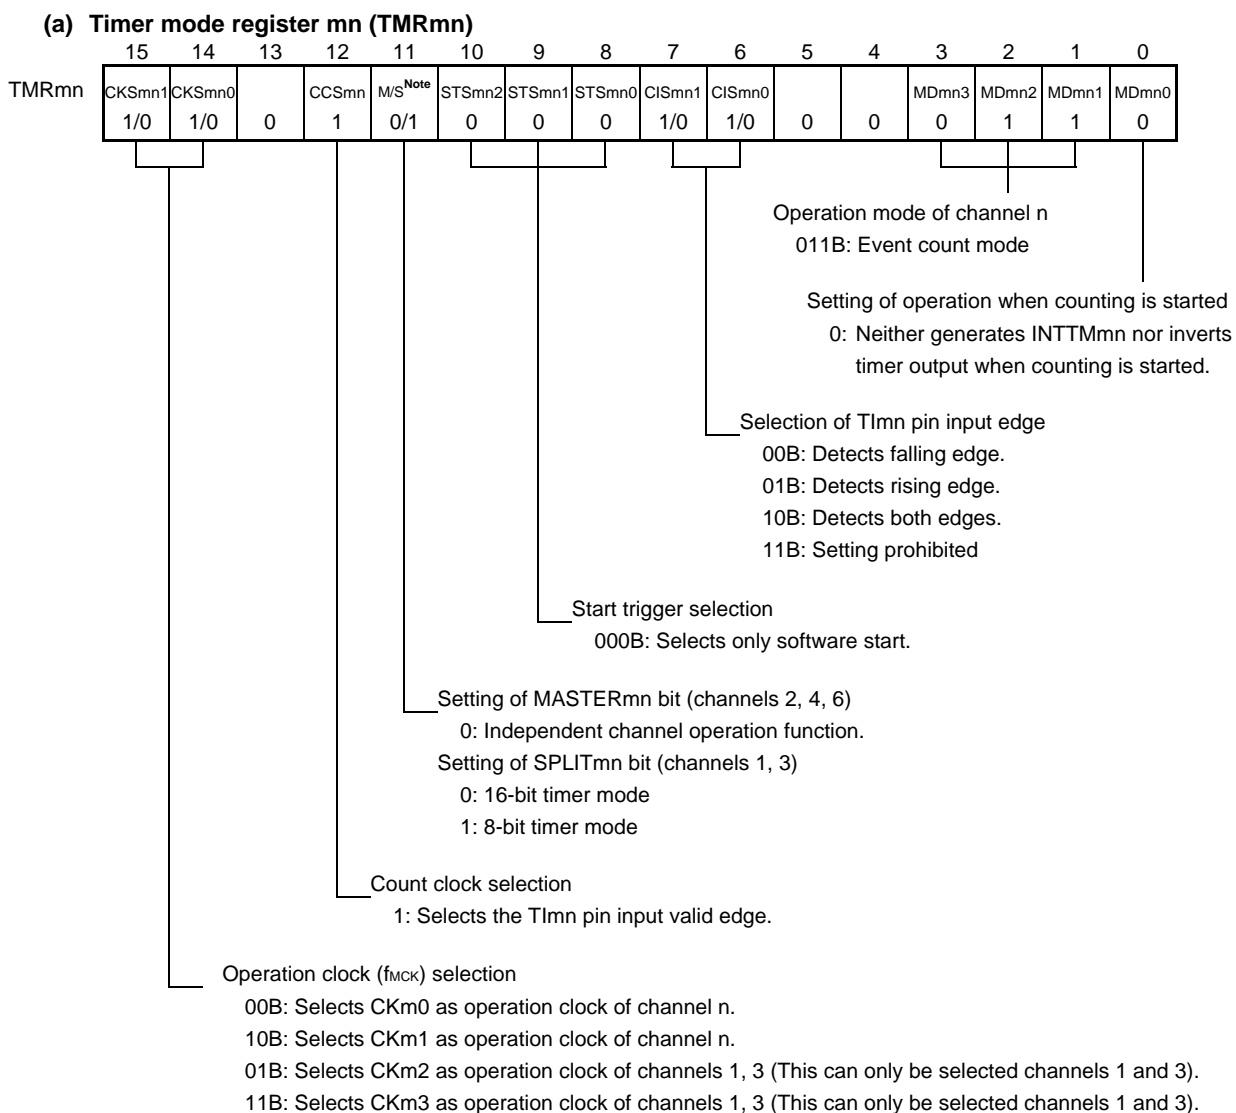 (a) Timer mode register mn (TMRmn)
15 14 13 12 11 10 9 8 7 6 5 4 3 2 1 0
TMRmn CKSmn1 CKSmn0 CCSmn M/S Note STSmn2 STSmn1 STSmn0 CISmn1 CISmn0 MDmn3 MDmn2 MDmn1 MDmn0
1/0 1/0 0 1 0/1 0 0 0 1/0 1/0 0 0 0 1 1 0
Operation mode of channel n
011B: Event count mode
Setting of operation when counting is started
0: Neither generates INTTMmn nor inverts
timer output when counting is started.
Selection of TImn pin input edge
00B: Detects falling edge.
01B: Detects rising edge.
10B: Detects both edges.
11B: Setting prohibited
Start trigger selection
000B: Selects only software start.
Setting of MASTERmn bit (channels 2, 4, 6)
0: Independent channel operation function.
Setting of SPLITmn bit (channels 1, 3)
0: 16-bit timer mode
1: 8-bit timer mode
Count clock selection
1: Selects the TImn pin input valid edge.
Operation clock (fMCK) selection
00B: Selects CKm0 as operation clock of channel n.
10B: Selects CKm1 as operation clock of channel n.
01B: Selects CKm2 as operation clock of channels 1, 3 (This can only be selected channels 1 and 3).
11B: Selects CKm3 as operation clock of channels 1, 3 (This can only be selected channels 1 and 3).